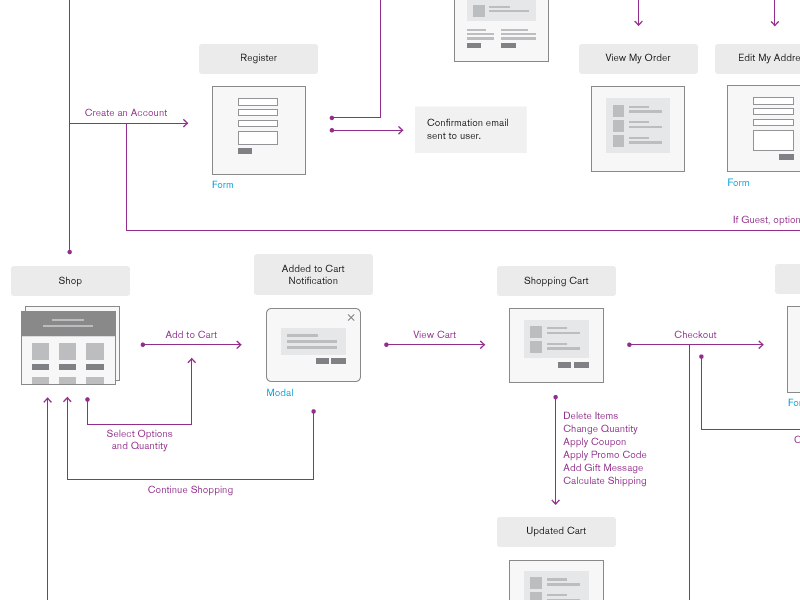 Register
View My Order
Edit My Addre
Create an Account
Confirmation email
sent to user.
Form
Form
If Guest, option
Shop
Added to Cart
Notification
Shopping Cart
Add to Cart
View Cart
Checkout
Modal
Delete Items
Change Quantity
Apply Coupon
Apply Promo Code
Add Gift Message
Calculate Shipping
Select Options
and Quantity
Continue Shopping
Updated Cart